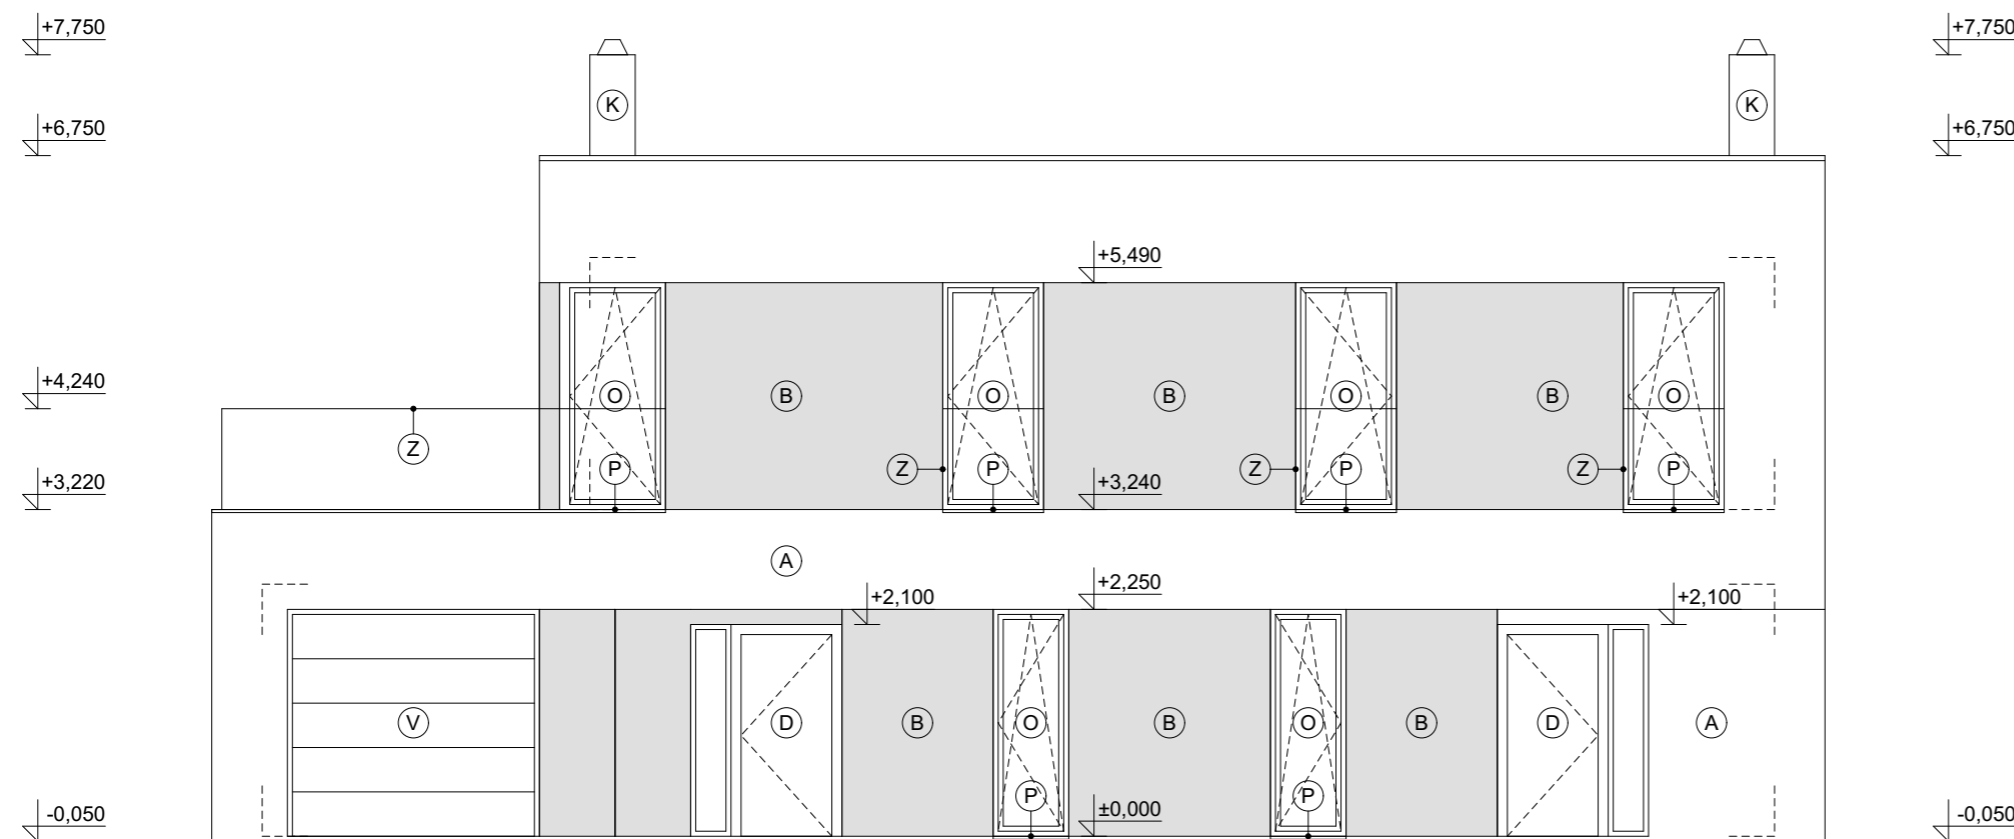 +7,750 +7,750
K K
+6,750 +6,750
+5,490
+4,240 O B O B O B O
Z P Z P Z P Z P
+3,220 +3,240
A
+2,250
+2,100 +2,100
V D B O B O B D A
P P
-0,050 ±0,000 -0,050